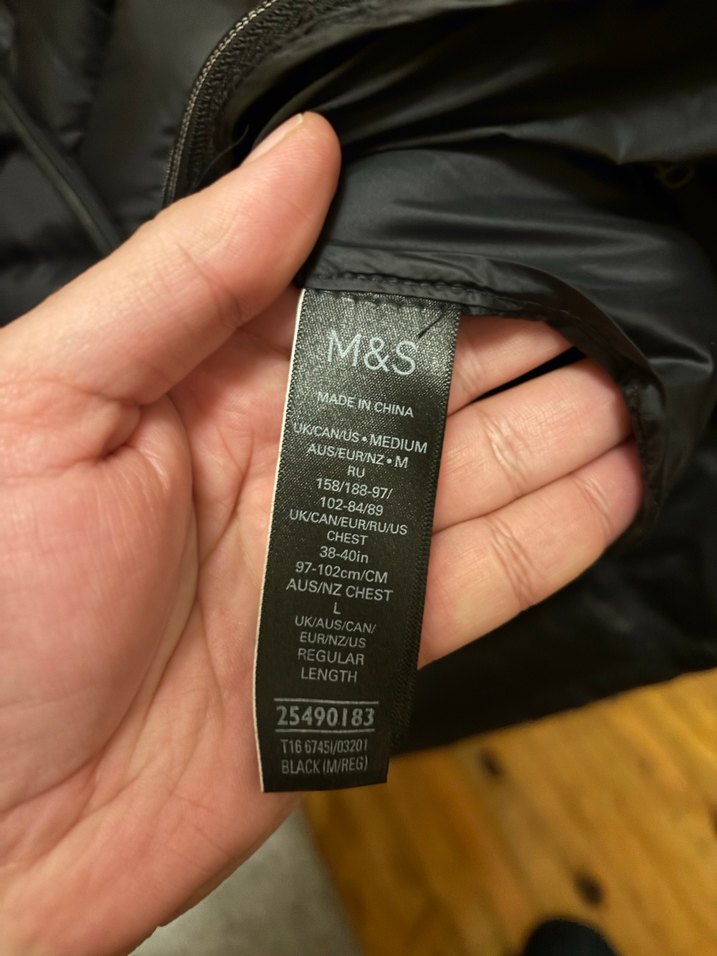 M&S
MADE IN CHINA
UK/CAN/US • MEDIUM
AUS/EUR/NZ • M
RU
158/188-97/
102-84/89
UK/CAN/EUR/RU/US
CHEST
38-40in
97-102cm/CM
AUS/NZ CHEST
L
UK/AUS/CAN/
EUR/NZ/US
REGULAR
LENGTH
25490183
T16 6745I/03201
BLACK (M/REG)